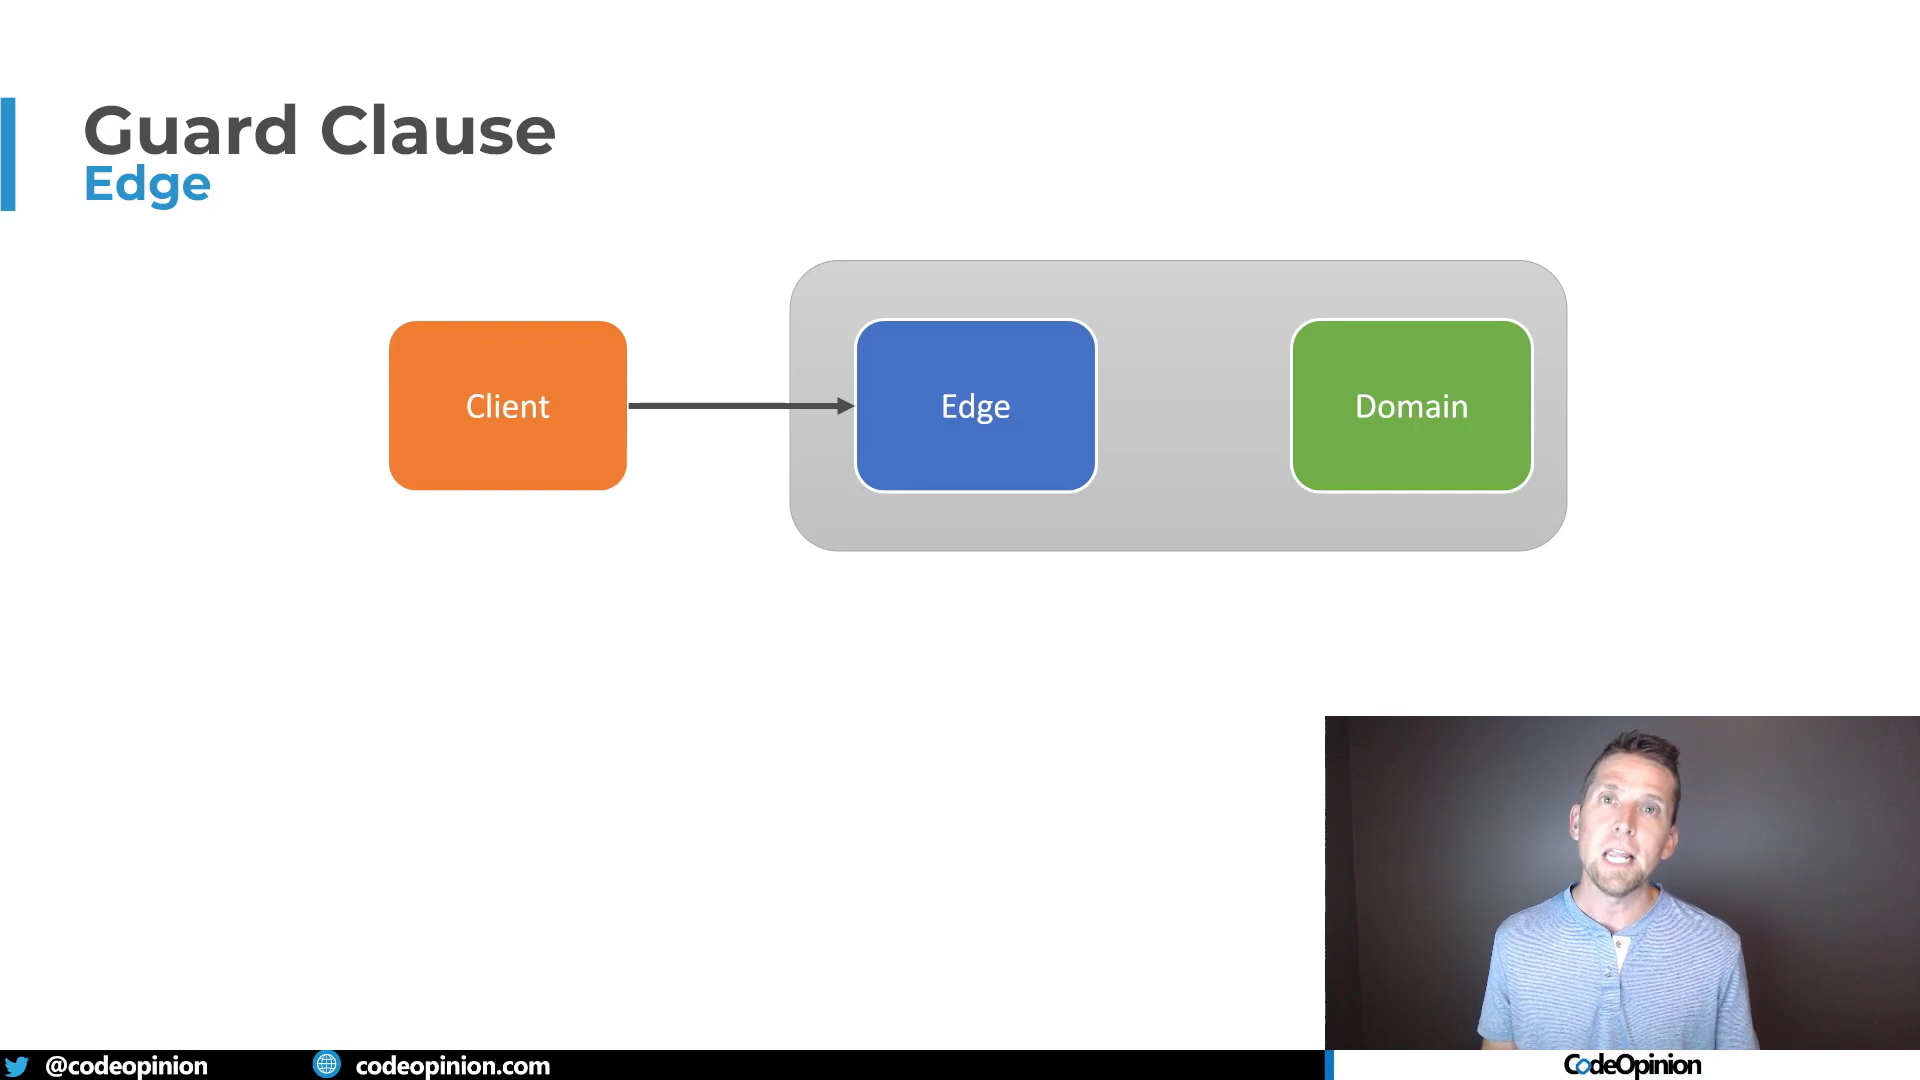 Guard Clause
Edge
Client
Edge
Domain
@codeopinion
codeopinion.com
CodeOpinion